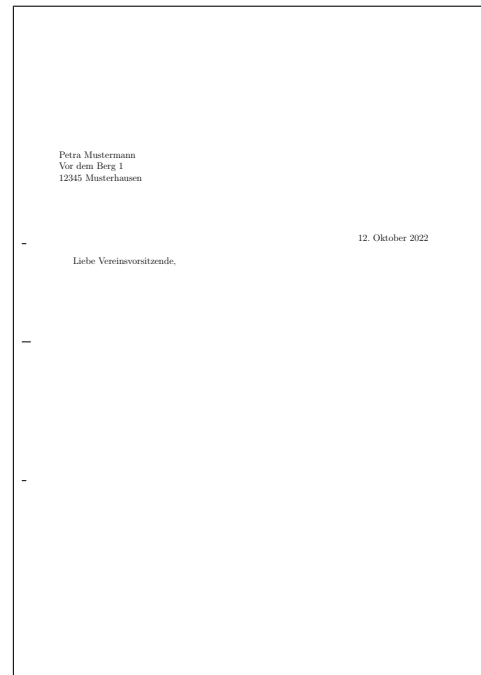 Petra Mustermann
Vor dem Berg 1
12345 Musterhausen
12. Oktober 2022
Liebe Vereinsvorsitzende,